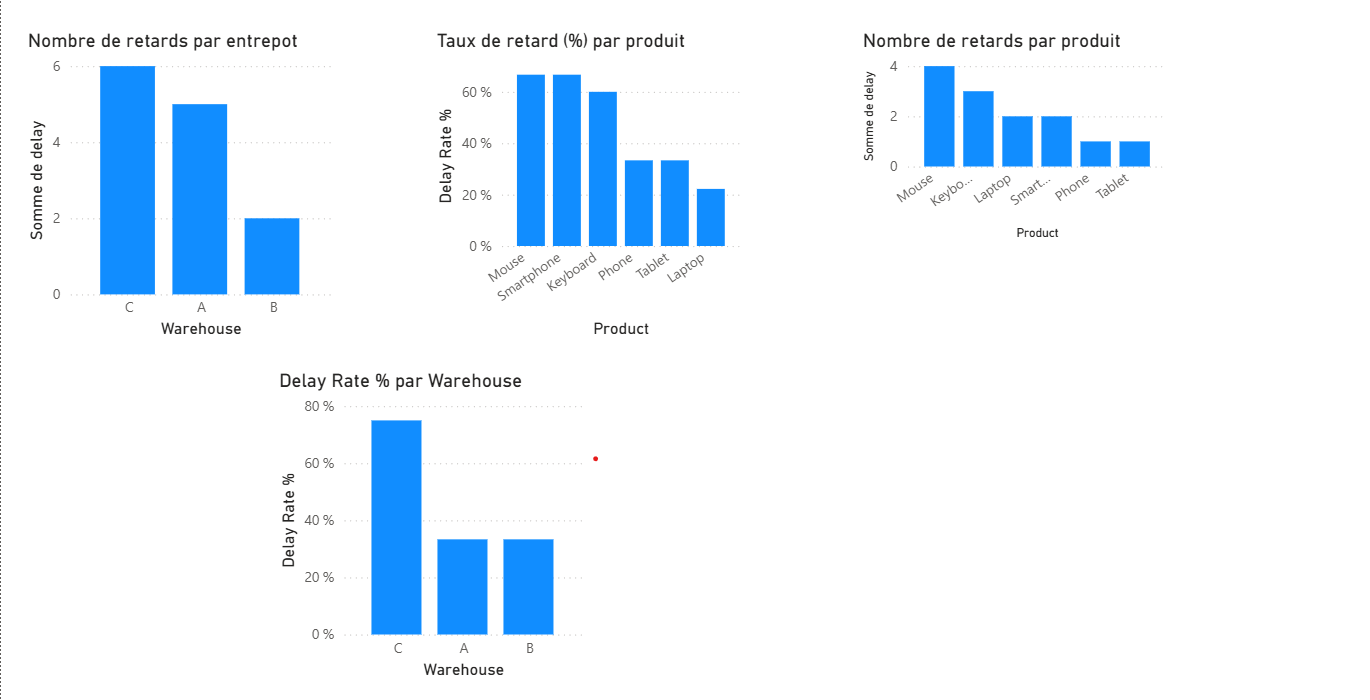 Nombre de retards par entrepot
Somme de delay
6
4
2
0
C A B
Warehouse
Taux de retard (%) par produit
Delay Rate %
60 %
40 %
20 %
0 %
Mouse
Smartphone
Keyboard
Phone
Tablet
Laptop
Product
Nombre de retards par produit
Somme de delay
4
2
0
Mouse
Keybo...
Laptop
Smart...
Phone
Tablet
Product
Delay Rate % par Warehouse
Delay Rate %
80 %
60 %
40 %
20 %
0 %
C A B
Warehouse